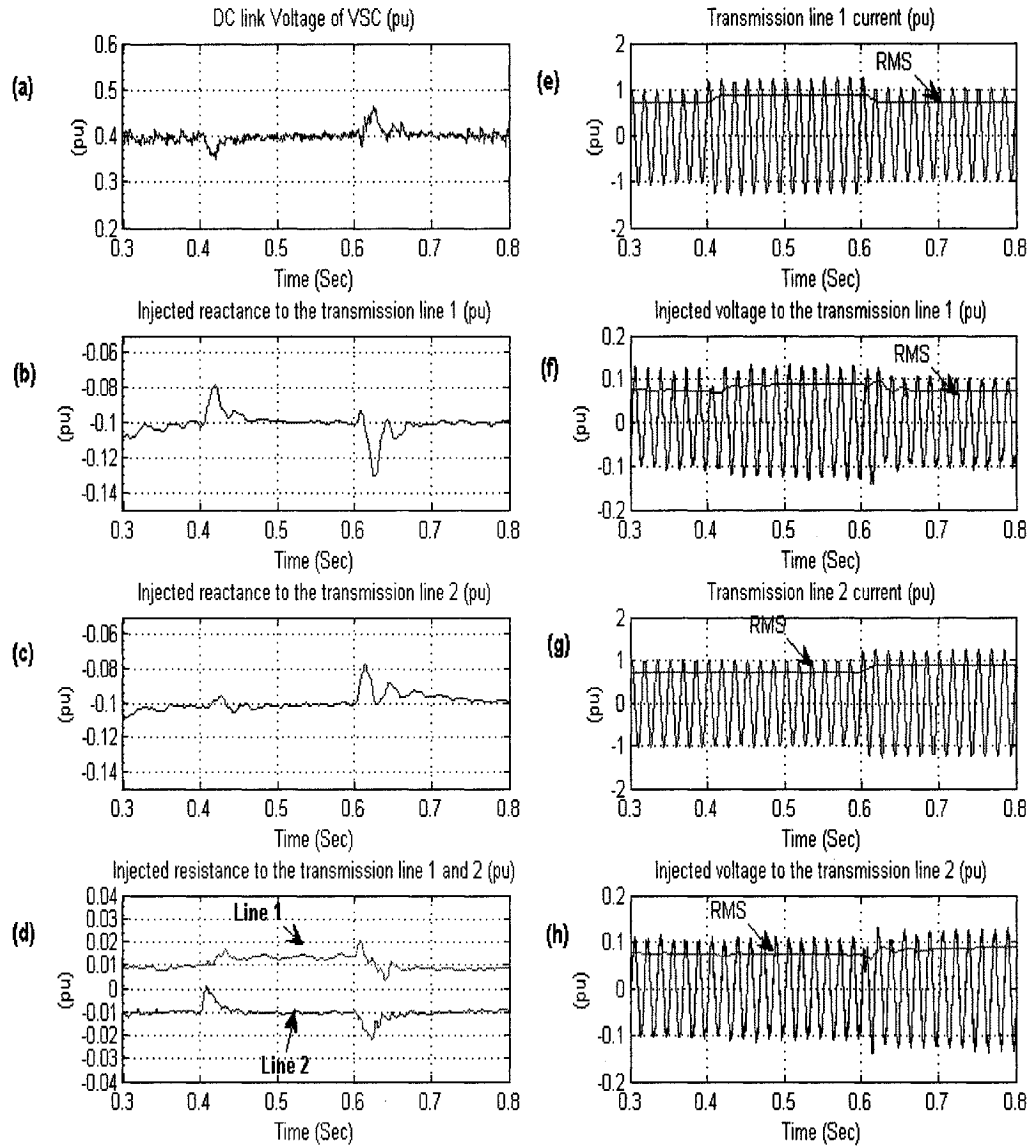 DC link Voltage of VSC (pu)
(a)
0.6
0.5
0.4
0.3
0.2
(pu)
0.3 0.4 0.5 0.6 0.7 0.8
Time (Sec)
Injected reactance to the transmission line 1 (pu)
(b)
-0.06
-0.08
-0.1
-0.12
-0.14
(pu)
0.3 0.4 0.5 0.6 0.7 0.8
Time (Sec)
Injected reactance to the transmission line 2 (pu)
(c)
-0.06
-0.08
-0.1
-0.12
-0.14
(pu)
0.3 0.4 0.5 0.6 0.7 0.8
Time (Sec)
Injected resistance to the transmission line 1 and 2 (pu)
(d)
0.04
0.03
0.02
0.01
0
-0.01
-0.02
-0.03
-0.04
(pu)
Line 1
Line 2
0.3 0.4 0.5 0.6 0.7 0.8
Time (Sec)
Transmission line 1 current (pu)
(e)
2
1
0
-1
-2
(pu)
RMS
0.3 0.4 0.5 0.6 0.7 0.8
Time (Sec)
Injected voltage to the transmission line 1 (pu)
(f)
0.2
0.1
0
-0.1
0.2
(pu)
RMS
0.3 0.4 0.5 0.6 0.7 0.8
Time (Sec)
Transmission line 2 current (pu)
(g)
2
1
0
-1
-2
(pu)
RMS
0.3 0.4 0.5 0.6 0.7 0.8
Time (Sec)
Injected voltage to the transmission line 2 (pu)
(h)
0.2
0.1
0
-0.1
0.2
(pu)
RMS
0.3 0.4 0.5 0.6 0.7 0.8
Time (Sec)